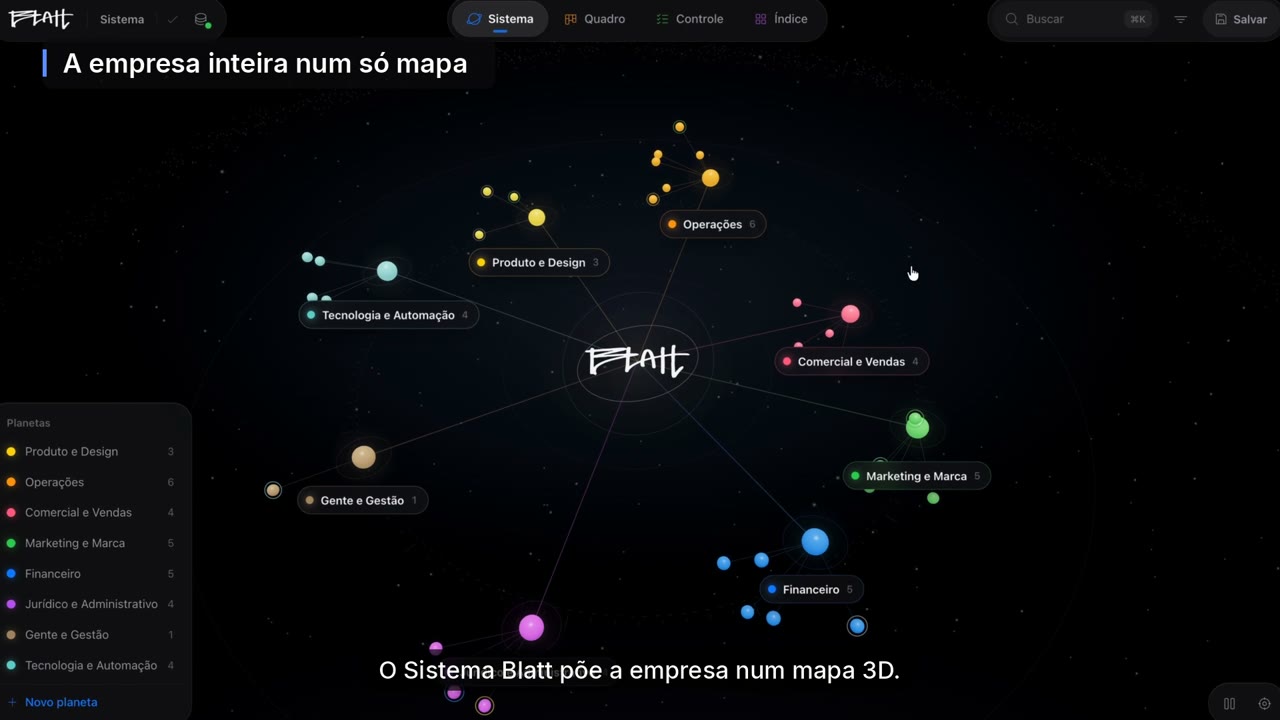 BLATT
Sistema
Sistema
Quadro
Controle
Índice
Buscar
⌘K
Salvar
A empresa inteira num só mapa
Operações 6
Produto e Design 3
Tecnologia e Automação 4
BLATT
Comercial e Vendas 4
Marketing e Marca 5
Gente e Gestão 1
Financeiro 5
Planetas
Produto e Design 3
Operações 6
Comercial e Vendas 4
Marketing e Marca 5
Financeiro 5
Jurídico e Administrativo 4
Gente e Gestão 1
Tecnologia e Automação 4
+ Novo planeta
O Sistema Blatt põe a empresa num mapa 3D.